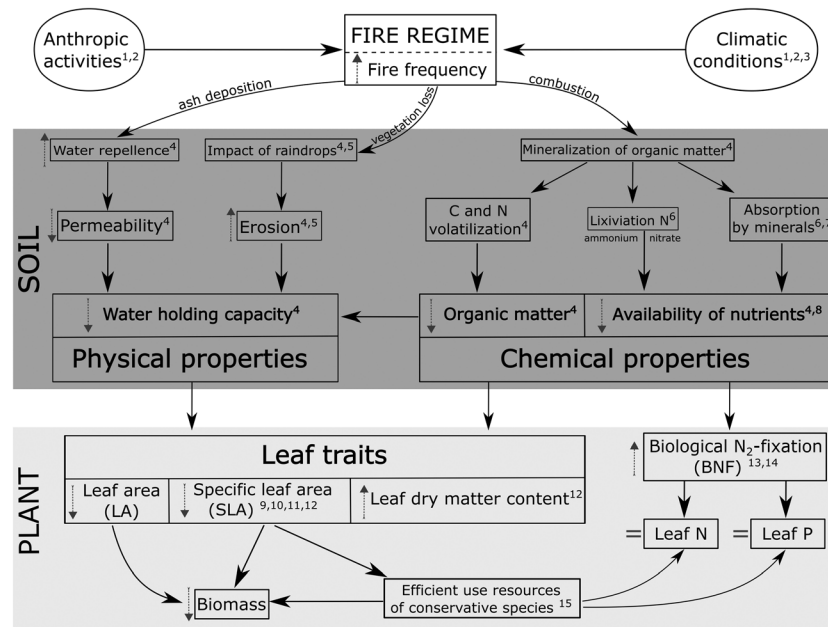 Anthropic
activities1,2
FIRE REGIME
Fire frequency
Climatic
conditions1,2,3
ash deposition
vegetation loss
combustion
SOIL
Water repellence4
Impact of raindrops4,5
Mineralization of organic matter4
Permeability4
Erosion4,5
C and N
volatilization4
Lixiviation N6
ammonium nitrate
Absorption
by minerals6,7
Water holding capacity4
Physical properties
Organic matter4
Availability of nutrients4,8
Chemical properties
PLANT
Leaf traits
Leaf area
(LA)
Specific leaf area
(SLA) 9,10,11,12
Leaf dry matter content12
Biological N2-fixation
(BNF) 13,14
= Leaf N
= Leaf P
Biomass
Efficient use resources
of conservative species 15